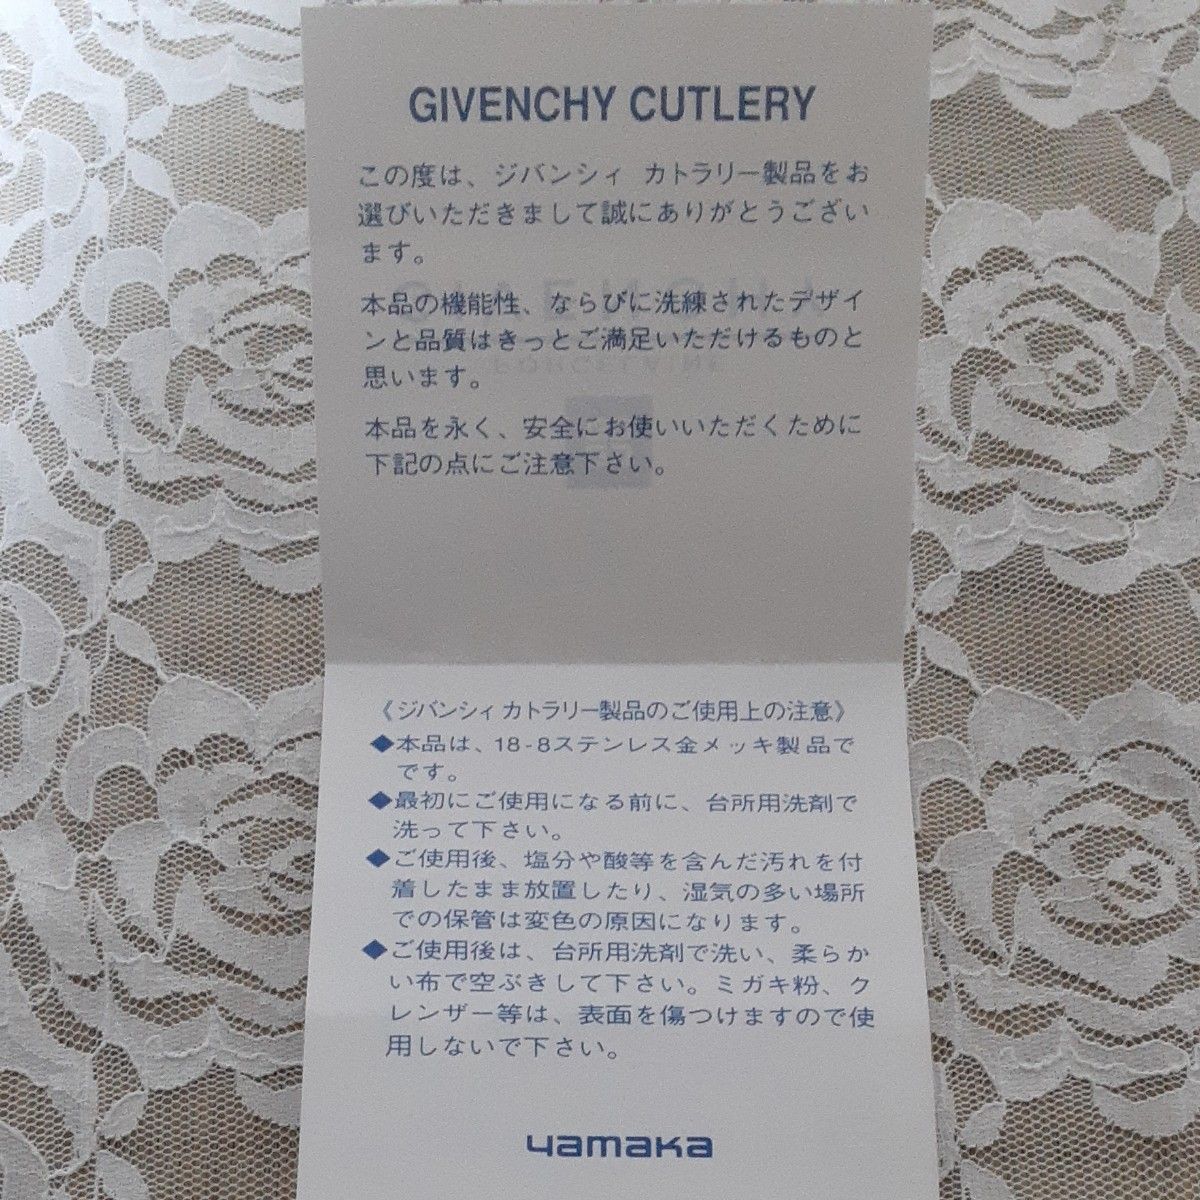 GIVENCHY CUTLERY
この度は、ジバンシィ カトラリー製品をお
選びいただきまして誠にありがとうござい
ます。
本品の機能性、ならびに洗練されたデザイ
ンと品質はきっとご満足いただけるものと
思います。
本品を永く、安全にお使いいただくために
下記の点にご注意下さい。
《ジバンシィ カトラリー製品のご使用上の注意》
◆本品は、18-8ステンレス金メッキ製品で
です。
◆最初にご使用になる前に、台所用洗剤で
洗って下さい。
◆ご使用後、塩分や酸等を含んだ汚れを付
着したまま放置したり、湿気の多い場所
での保管は変色の原因になります。
◆ご使用後は、台所用洗剤で洗い、柔らか
い布で空ぶきして下さい。ミガキ粉、ク
レンザー等は、表面を傷つけますので使
用しないで下さい。
yamaka